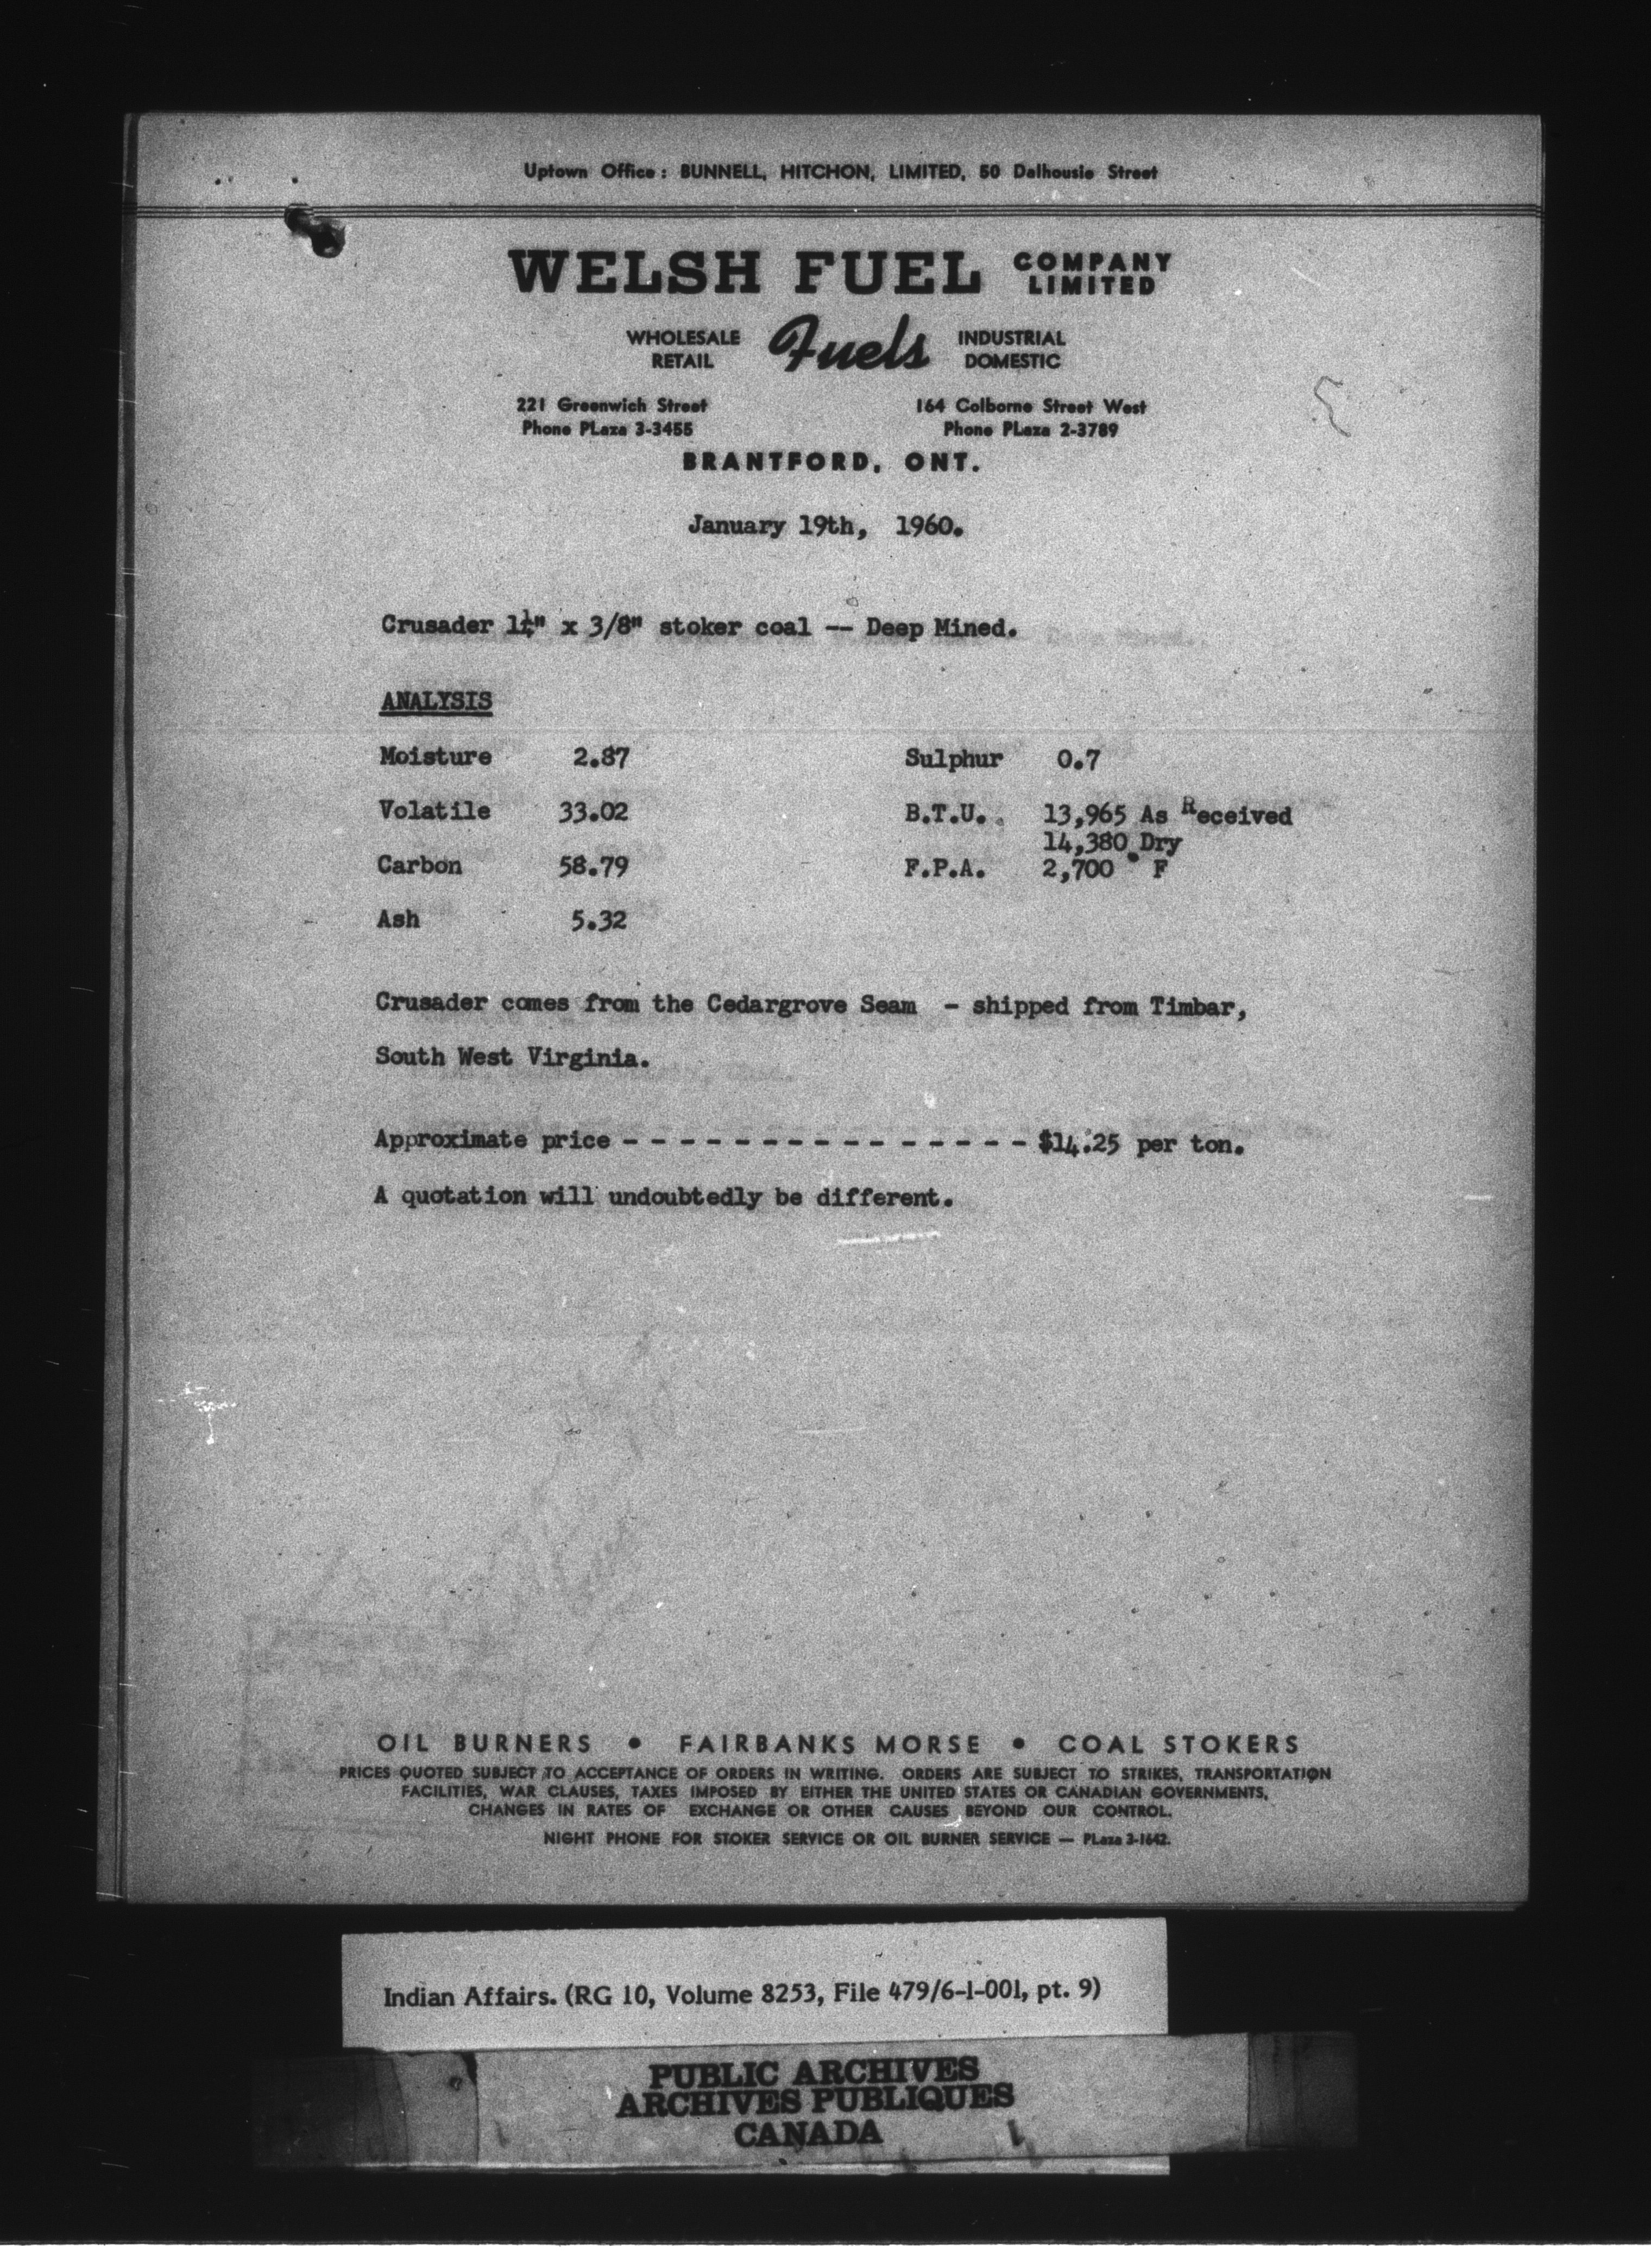 Uptown Office: BUNNELL, HITCHON, LIMITED, 50 Dalhousie Street
WELSH FUEL COMPANY LIMITED
WHOLESALE RETAIL Fuels INDUSTRIAL DOMESTIC
221 Greenwich Street 164 Colborne Street West
Phone PLaza 3-3455 Phone PLaza 2-3789
BRANTFORD, ONT.
January 19th, 1960.
Crusader 1¼" x 3/8" stoker coal -- Deep Mined.
ANALYSIS
Moisture 2.87 Sulphur 0.7
Volatile 33.02 B.T.U. 13,965 As Received
14,380 Dry
Carbon 58.79 F.P.A. 2,700 ° F
Ash 5.32
Crusader comes from the Cedargrove Seam - shipped from Timbar,
South West Virginia.
Approximate price - - - - - - - - - - - - - - - $14.25 per ton.
A quotation will undoubtedly be different.
OIL BURNERS • FAIRBANKS MORSE • COAL STOKERS
PRICES QUOTED SUBJECT TO ACCEPTANCE OF ORDERS IN WRITING. ORDERS ARE SUBJECT TO STRIKES, TRANSPORTATION
FACILITIES, WAR CLAUSES, TAXES IMPOSED BY EITHER THE UNITED STATES OR CANADIAN GOVERNMENTS,
CHANGES IN RATES OF EXCHANGE OR OTHER CAUSES BEYOND OUR CONTROL.
NIGHT PHONE FOR STOKER SERVICE OR OIL BURNER SERVICE — PLaza 3-1642.
Indian Affairs. (RG 10, Volume 8253, File 479/6-1-001, pt. 9)
PUBLIC ARCHIVES
ARCHIVES PUBLIQUES
CANADA